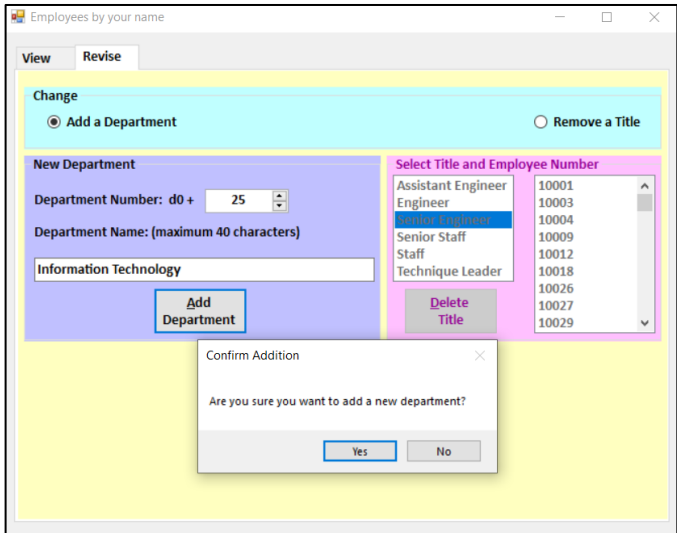 Employees by your name
View Revise
Change
Add a Department Remove a Title
New Department
Department Number: d0 + 25
Department Name: (maximum 40 characters)
Information Technology
Add
Department
Select Title and Employee Number
Assistant Engineer
Engineer
Senior Engineer
Senior Staff
Staff
Technique Leader
10001
10003
10004
10009
10012
10018
10026
10027
10029
Delete
Title
Confirm Addition
Are you sure you want to add a new department?
Yes No